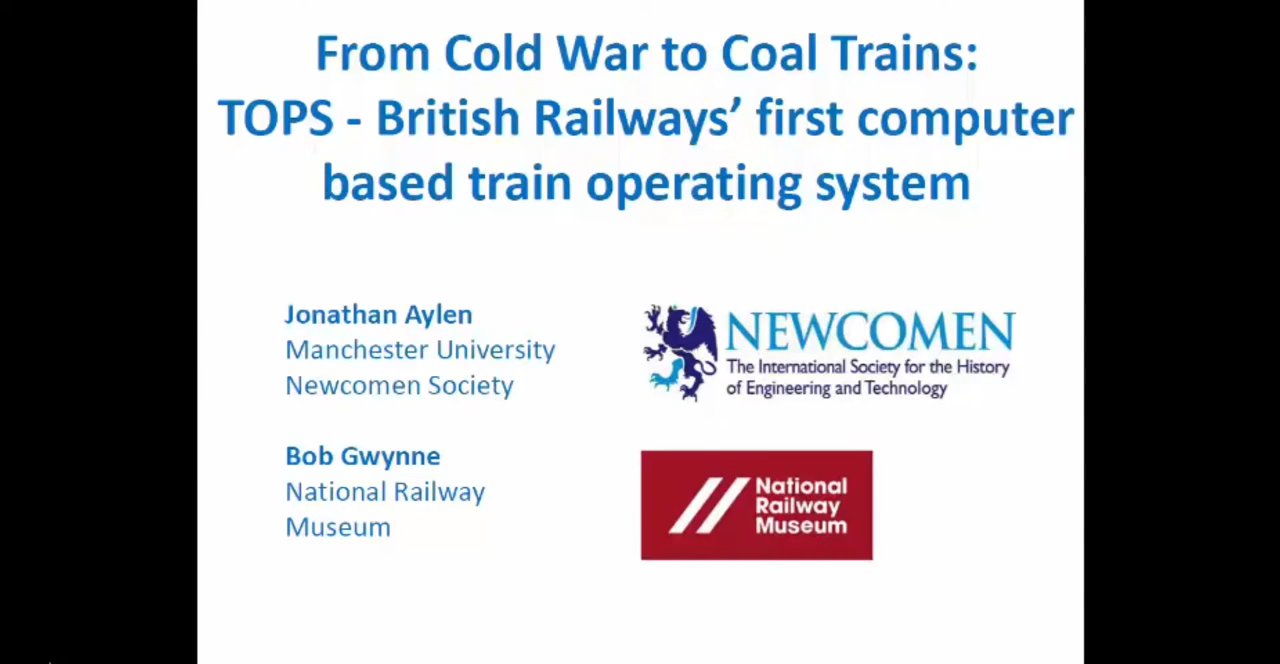 From Cold War to Coal Trains:
TOPS - British Railways’ first computer
based train operating system
Jonathan Aylen
Manchester University
Newcomen Society
NEWCOMEN
The International Society for the History
of Engineering and Technology
Bob Gwynne
National Railway
Museum
National
Railway
Museum